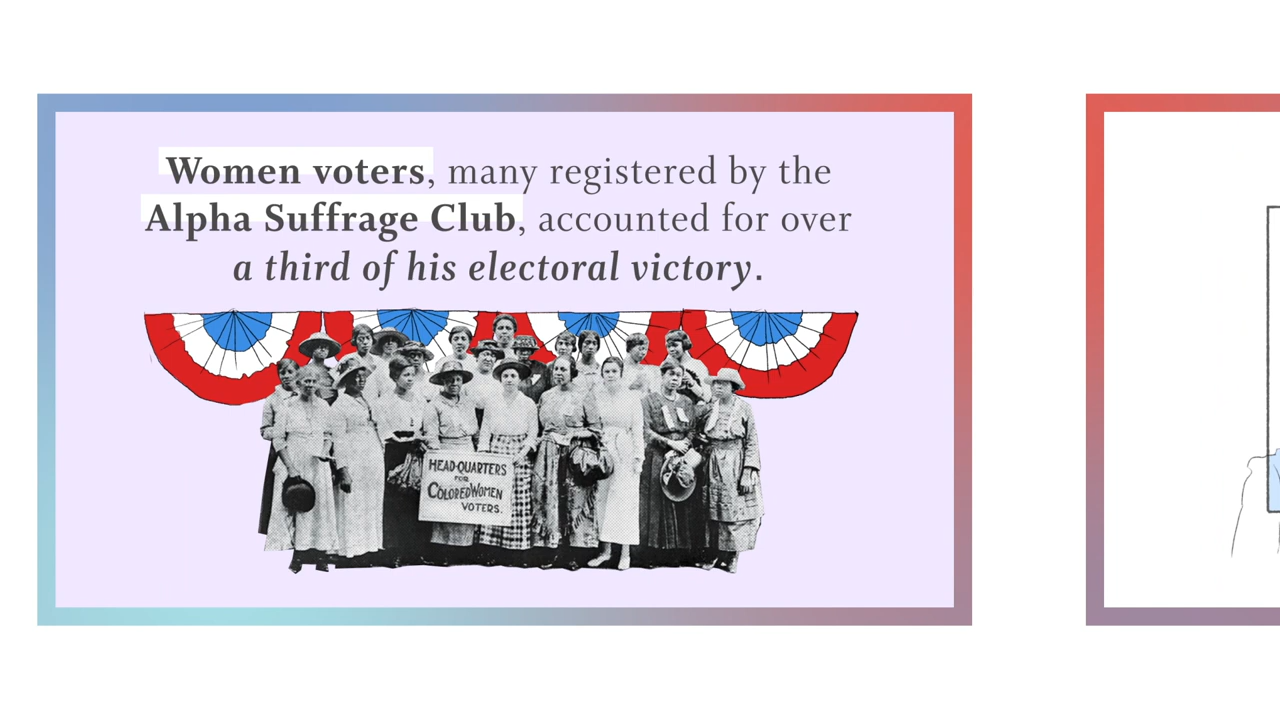 Women voters, many registered by the
Alpha Suffrage Club, accounted for over
a third of his electoral victory.
HEAD-QUARTERS
FOR
COLORED WOMEN
VOTERS.